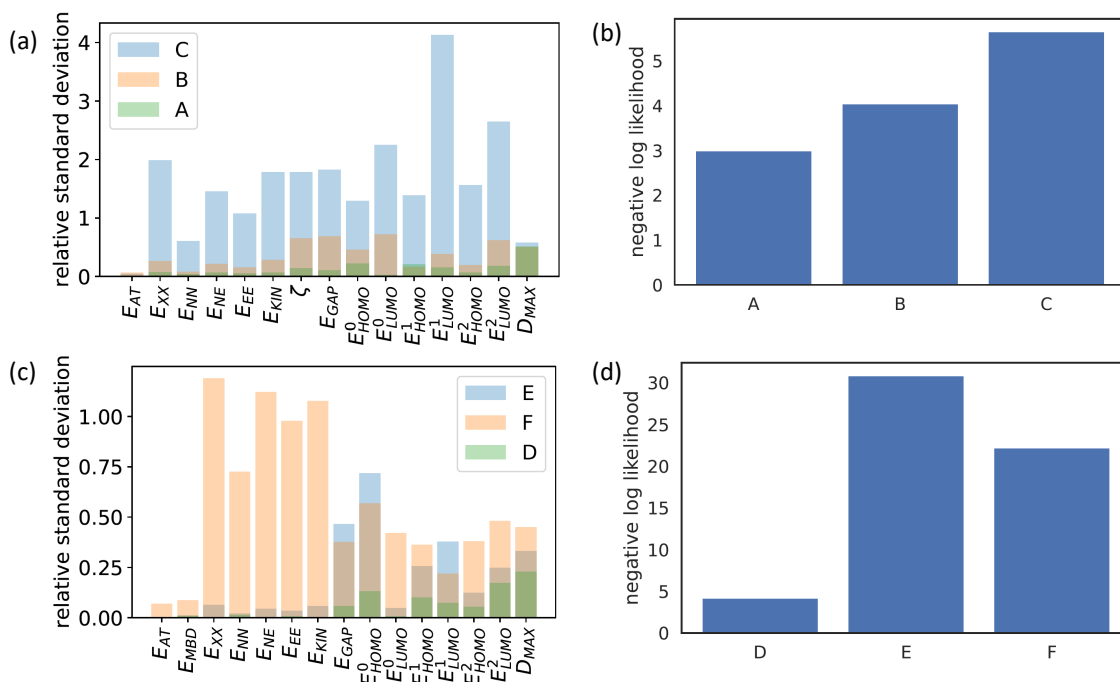 (a)
relative standard deviation
4
3
2
1
0
C
B
A
E_AT
E_XX
E_NN
E_NE
E_EE
E_KIN
ζ
E_GAP
E^0_HOMO
E^0_LUMO
E^1_HOMO
E^1_LUMO
E^2_HOMO
E^2_LUMO
D_MAX
(b)
negative log likelihood
5
4
3
2
1
0
A
B
C
(c)
relative standard deviation
1.00
0.75
0.50
0.25
0.00
E
F
D
E_AT
E_MBD
E_XX
E_NN
E_NE
E_EE
E_KIN
E_GAP
E^0_HOMO
E^0_LUMO
E^1_HOMO
E^1_LUMO
E^2_HOMO
E^2_LUMO
D_MAX
(d)
negative log likelihood
30
25
20
15
10
5
0
D
E
F